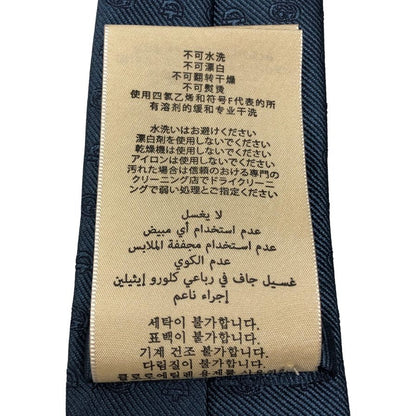 不可水洗
不可漂白
不可翻转干燥
不可熨烫
使用四氯乙烯和符号F代表的所
有溶剂的缓和专业干洗
水洗いはお避けください
漂白剤を使用しないでください
乾燥機は使用しないでください
アイロンは使用しないでください
汚れた場合は信頼のおける専門の
クリーニング店でドライクリーニ
ングで弱い処理とご指定ください
لا يغسل
عدم استخدام أي مبيض
عدم استخدام مجففة الملابس
عدم الكوي
غسيل جاف في رباعي كلورو إيثيلين
إجراء ناعم
세탁이 불가합니다.
표백이 불가합니다.
기계 건조 불가합니다.
다림질이 불가합니다.